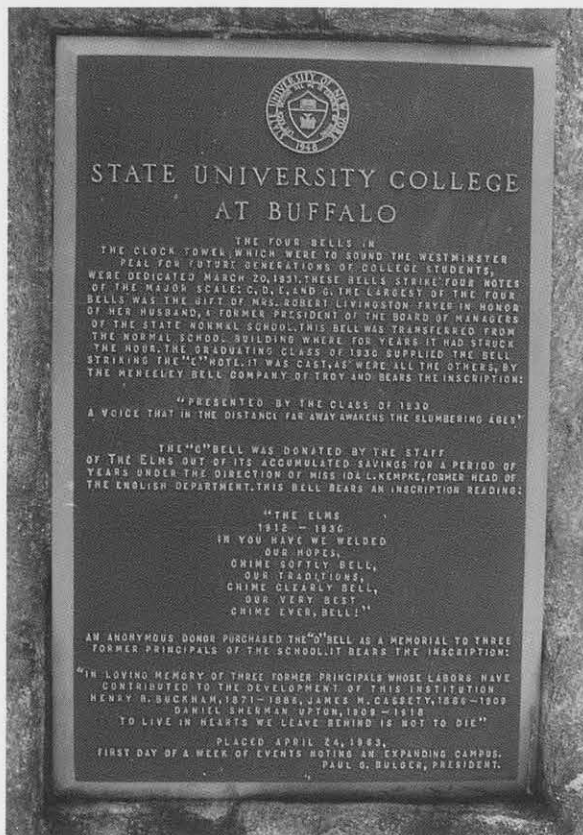 STATE UNIVERSITY OF NEW YORK
1948
STATE UNIVERSITY COLLEGE
AT BUFFALO
THE FOUR BELLS IN
THE CLOCK TOWER, WHICH WERE TO SOUND THE WESTMINSTER
PEAL FOR FUTURE GENERATIONS OF COLLEGE STUDENTS,
WERE DEDICATED MARCH 20, 1931. THESE BELLS STRIKE FOUR NOTES
OF THE MAJOR SCALE: C, D, E, AND G. THE LARGEST OF THE FOUR
BELLS WAS THE GIFT OF MRS. ROBERT LIVINGSTON FRYER IN HONOR
OF HER HUSBAND, A FORMER PRESIDENT OF THE BOARD OF MANAGERS
OF THE STATE NORMAL SCHOOL. THIS BELL WAS TRANSFERRED FROM
THE NORMAL SCHOOL BUILDING WHERE FOR YEARS IT HAD STRUCK
THE HOUR. THE GRADUATING CLASS OF 1930 SUPPLIED THE BELL
STRIKING THE "E" NOTE. IT WAS CAST, AS WERE ALL THE OTHERS, BY
THE MENEELEY BELL COMPANY OF TROY AND BEARS THE INSCRIPTION:
"PRESENTED BY THE CLASS OF 1930
A VOICE THAT IN THE DISTANCE FAR AWAY AWAKENS THE SLUMBERING AGES"
THE "G" BELL WAS DONATED BY THE STAFF
OF THE ELMS OUT OF ITS ACCUMULATED SAVINGS FOR A PERIOD OF
YEARS UNDER THE DIRECTION OF MISS IDA L. KEMPKE, FORMER HEAD OF
THE ENGLISH DEPARTMENT. THIS BELL BEARS AN INSCRIPTION READING:
"THE ELMS
1912 - 1930
IN YOU HAVE WE WELDED
OUR HOPES,
CHIME SOFTLY BELL,
OUR TRADITIONS,
CHIME CLEARLY BELL,
OUR VERY BEST
CHIME EVER, BELL!"
AN ANONYMOUS DONOR PURCHASED THE "D" BELL AS A MEMORIAL TO THREE
FORMER PRINCIPALS OF THE SCHOOL. IT BEARS THE INSCRIPTION:
"IN LOVING MEMORY OF THREE FORMER PRINCIPALS WHOSE LABORS HAVE
CONTRIBUTED TO THE DEVELOPMENT OF THIS INSTITUTION
HENRY B. BUCKHAM, 1871-1886, JAMES M. CASSETY, 1886-1909
DANIEL SHERMAN UPTON, 1909-1918
TO LIVE IN HEARTS WE LEAVE BEHIND IS NOT TO DIE"
PLACED APRIL 24, 1963,
FIRST DAY OF A WEEK OF EVENTS NOTING AN EXPANDING CAMPUS.
PAUL G. BULGER, PRESIDENT.